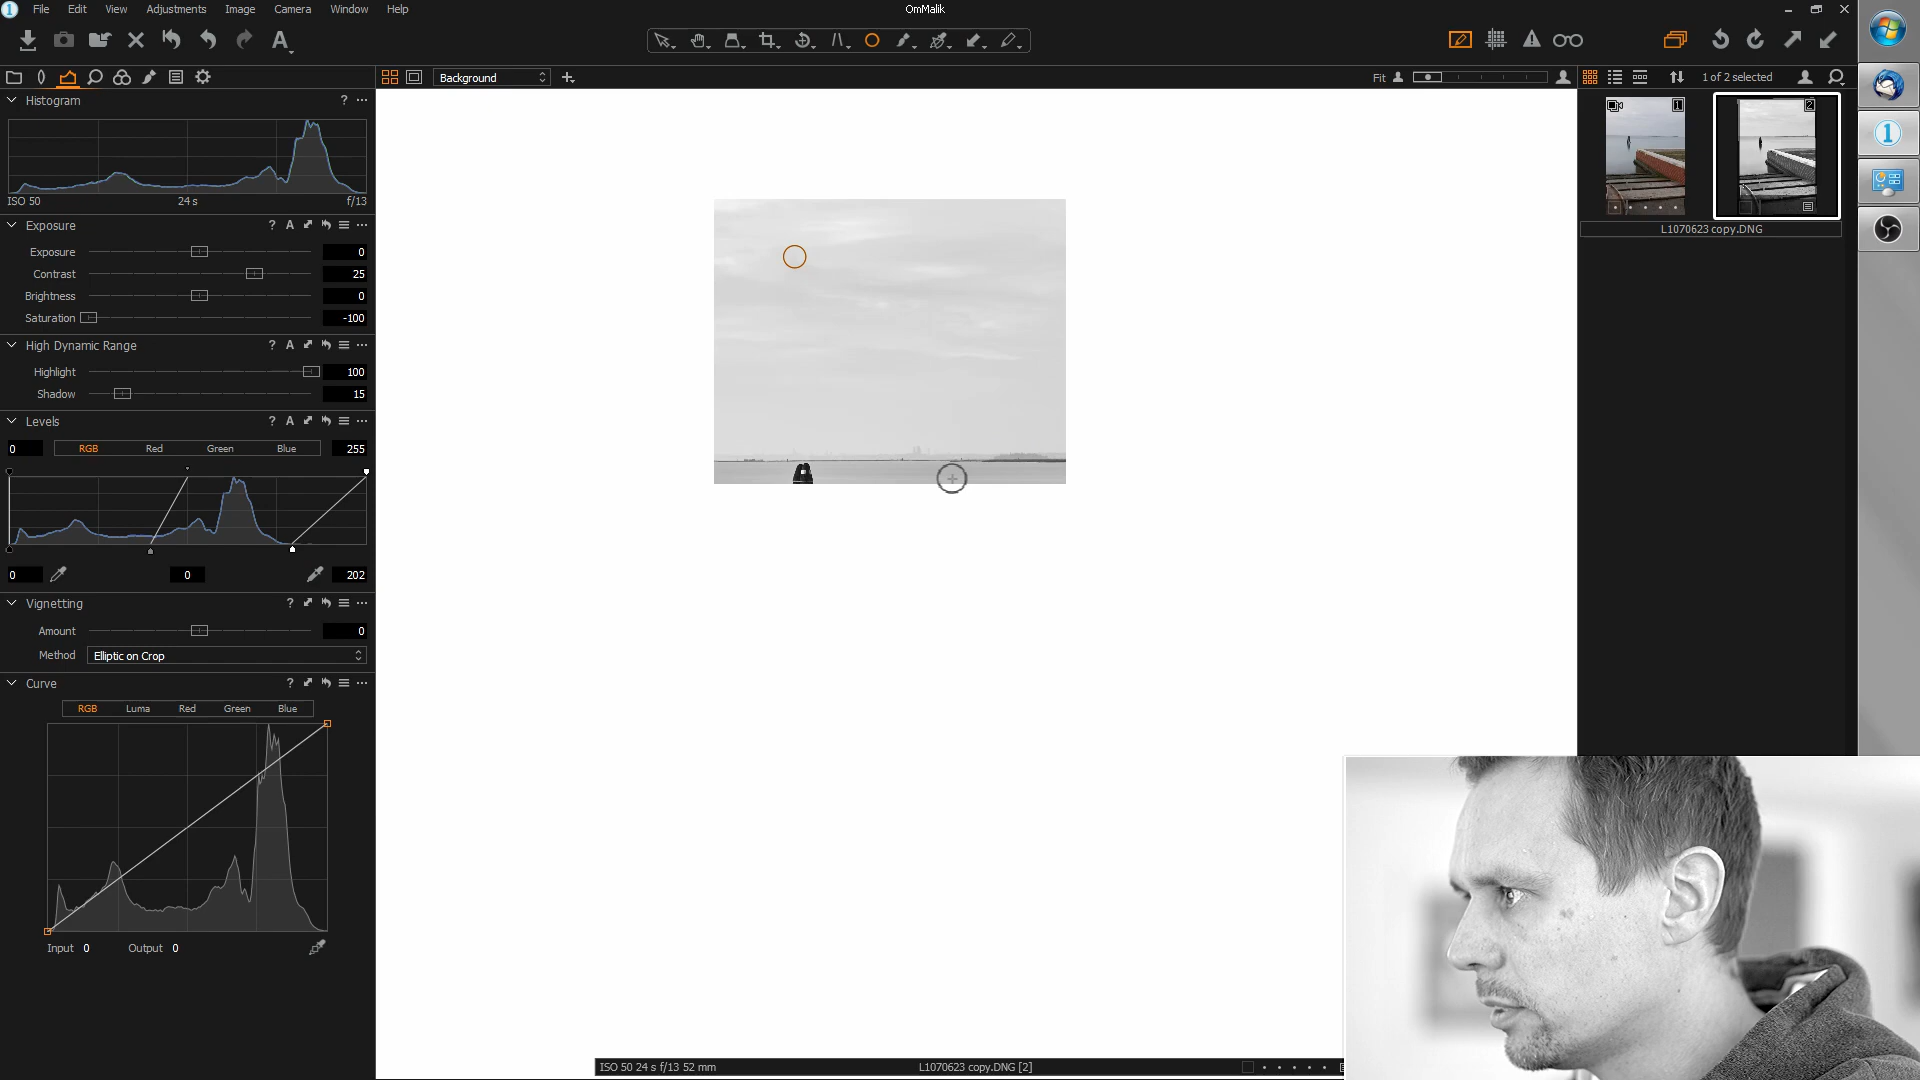 1 File Edit View Adjustments Image Camera Window Help OmMalik
A
Background Fit 1 of 2 selected
Histogram ? ...
ISO 50 24 s f/13
Exposure ? A ...
Exposure 0
Contrast 25
Brightness 0
Saturation -100
High Dynamic Range ? A ...
Highlight 100
Shadow 15
Levels ? A ...
0 RGB Red Green Blue 255
0 0 202
Vignetting ? ...
Amount 0
Method Elliptic on Crop
Curve ? ...
RGB Luma Red Green Blue
Input 0 Output 0
1 2
L1070623 copy.DNG
1
ISO 50 24 s f/13 52 mm L1070623 copy.DNG [2]